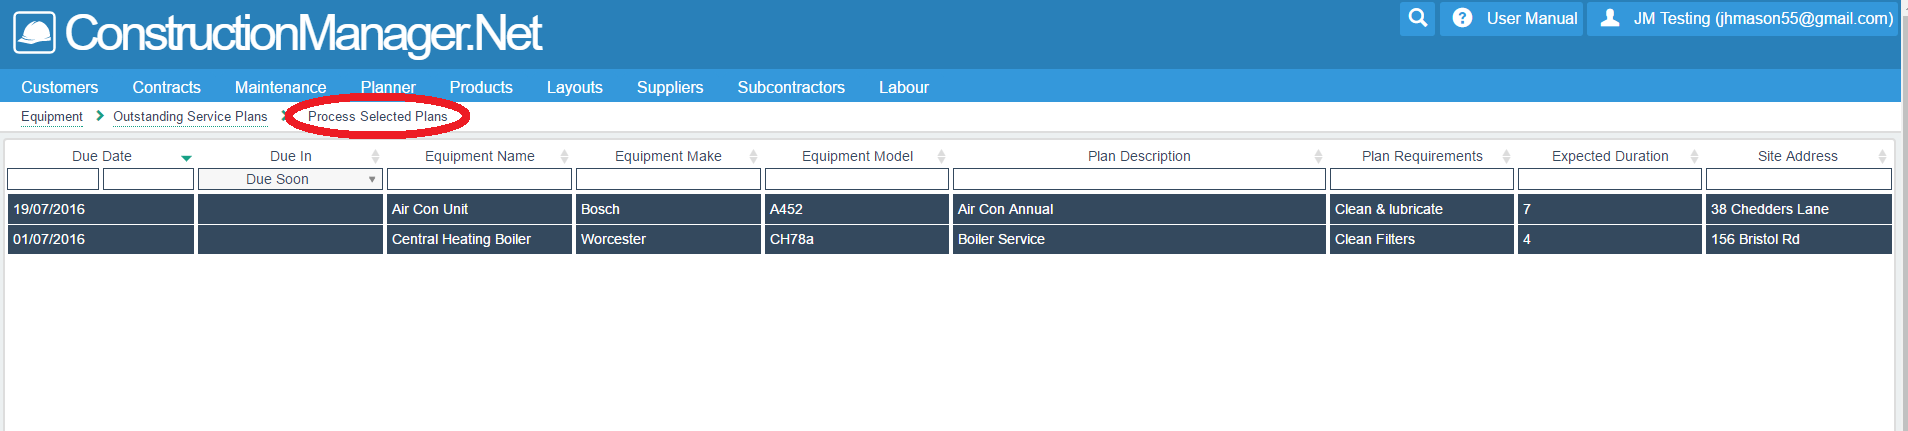 ConstructionManager.Net
User Manual
JM Testing (jhmason55@gmail.com)
Customers Contracts Maintenance Planner Products Layouts Suppliers Subcontractors Labour
Equipment Outstanding Service Plans Process Selected Plans
Due Date Due In Equipment Name Equipment Make Equipment Model Plan Description Plan Requirements Expected Duration Site Address
Due Soon
19/07/2016 Air Con Unit Bosch A452 Air Con Annual Clean & lubricate 7 38 Chedders Lane
01/07/2016 Central Heating Boiler Worcester CH78a Boiler Service Clean Filters 4 156 Bristol Rd